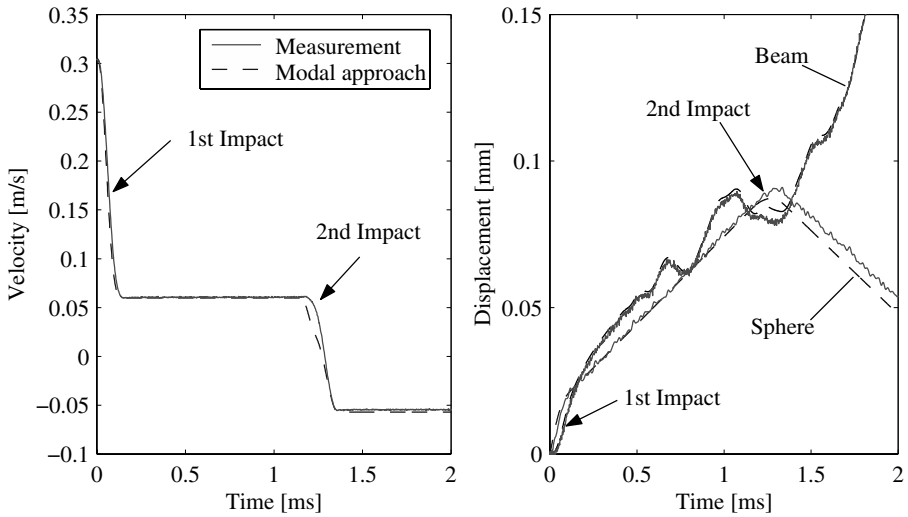 0.35
0.3
0.25
0.2
0.15
0.1
0.05
0
−0.05
−0.1
Velocity [m/s]
Measurement
Modal approach
1st Impact
2nd Impact
0
0.5
1
1.5
2
Time [ms]
0.15
0.1
0.05
0
Displacement [mm]
Beam
2nd Impact
Sphere
1st Impact
0
0.5
1
1.5
2
Time [ms]